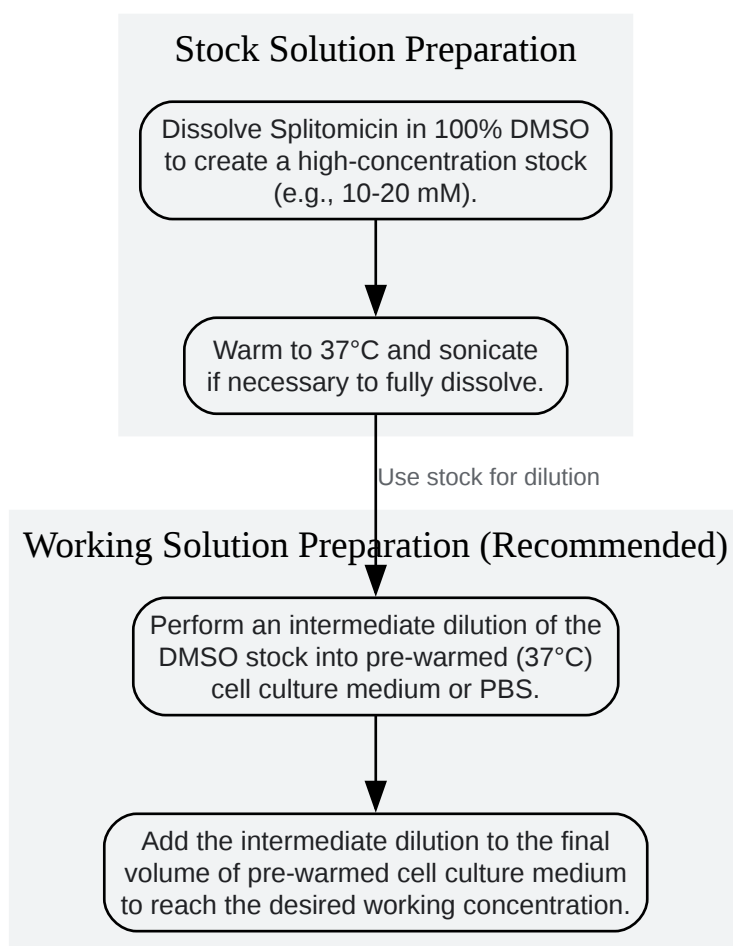 Stock Solution Preparation
Dissolve Splitomicin in 100% DMSO
to create a high-concentration stock
(e.g., 10-20 mM).
Warm to 37°C and sonicate
if necessary to fully dissolve.
Use stock for dilution
Working Solution Preparation (Recommended)
Perform an intermediate dilution of the
DMSO stock into pre-warmed (37°C)
cell culture medium or PBS.
Add the intermediate dilution to the final
volume of pre-warmed cell culture medium
to reach the desired working concentration.